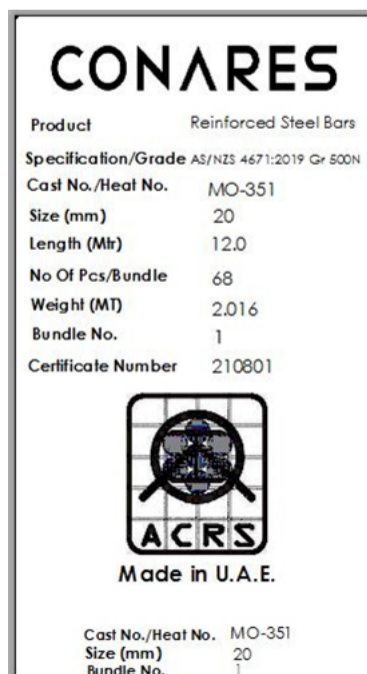 CONARES
Product Reinforced Steel Bars
Specification/Grade AS/NZS 4671:2019 Gr 500N
Cast No./Heat No. MO-351
Size (mm) 20
Length (Mtr) 12.0
No Of Pcs/Bundle 68
Weight (MT) 2.016
Bundle No. 1
Certificate Number 210801
ACRS
Made in U.A.E.
Cast No./Heat No. MO-351
Size (mm) 20
Bundle No. 1